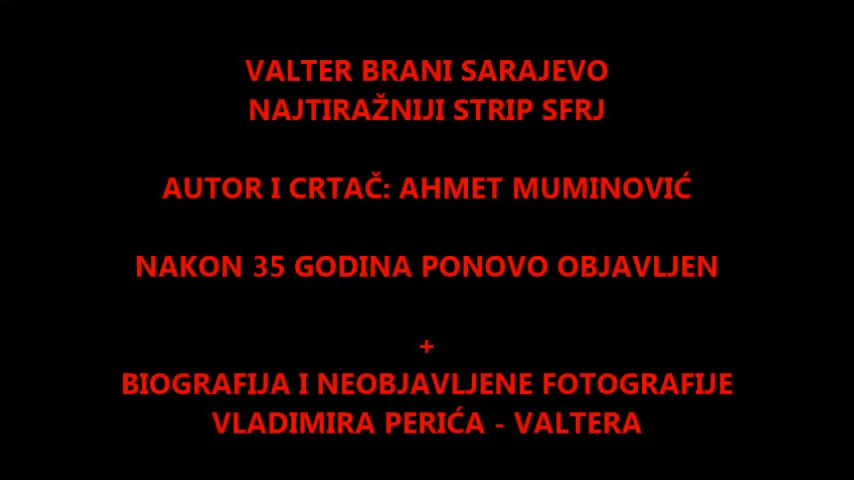 VALTER BRANI SARAJEVO
NAJTIRAŽNIJI STRIP SFRJ
AUTOR I CRTAČ: AHMET MUMINOVIĆ
NAKON 35 GODINA PONOVO OBJAVLJEN
+
BIOGRAFIJA I NEOBJAVLJENE FOTOGRAFIJE
VLADIMIRA PERIĆA - VALTERA